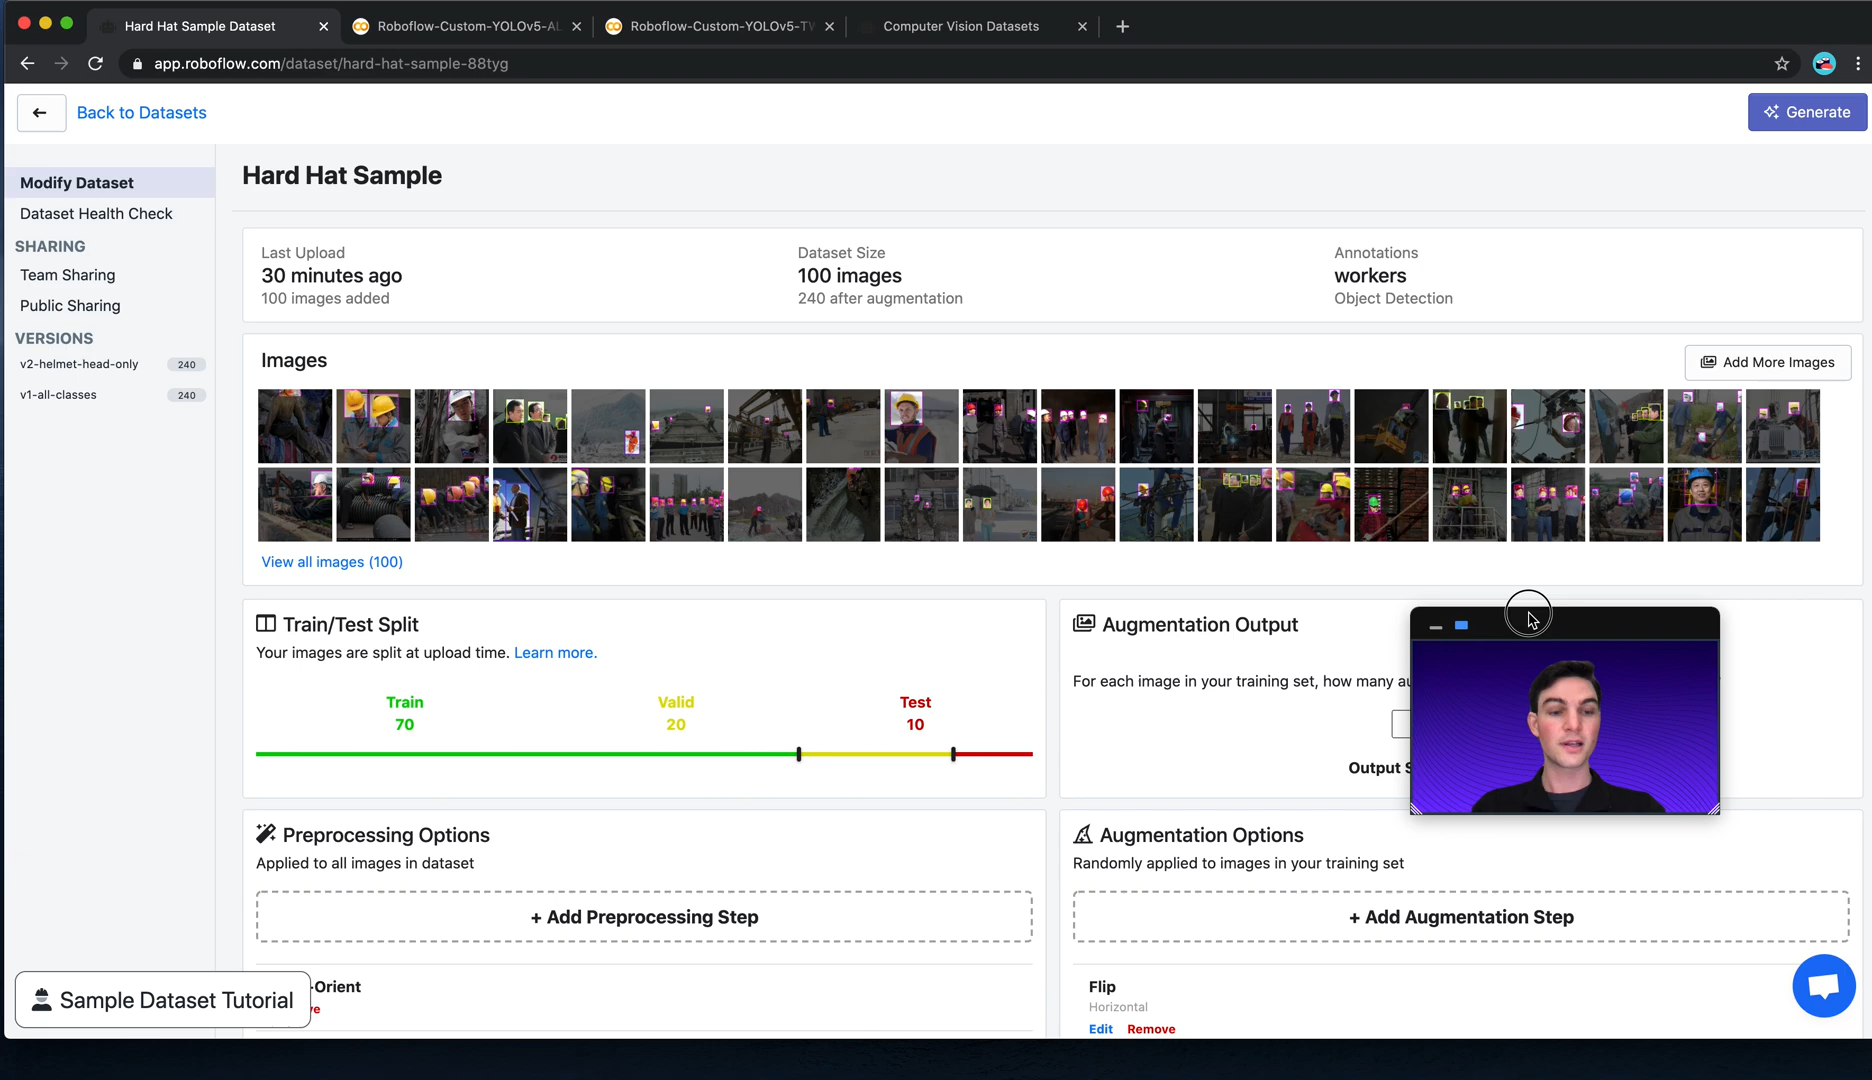 Hard Hat Sample Dataset
Roboflow-Custom-YOLOv5-AL
Roboflow-Custom-YOLOv5-TW
Computer Vision Datasets
app.roboflow.com/dataset/hard-hat-sample-88tyg
Back to Datasets
Generate
Modify Dataset
Dataset Health Check
SHARING
Team Sharing
Public Sharing
VERSIONS
v2-helmet-head-only 240
v1-all-classes 240
Hard Hat Sample
Last Upload
30 minutes ago
100 images added
Dataset Size
100 images
240 after augmentation
Annotations
workers
Object Detection
Images
Add More Images
View all images (100)
Train/Test Split
Your images are split at upload time. Learn more.
Train
70
Valid
20
Test
10
Augmentation Output
For each image in your training set, how many au
Output S
Preprocessing Options
Applied to all images in dataset
+ Add Preprocessing Step
-Orient
ve
Augmentation Options
Randomly applied to images in your training set
+ Add Augmentation Step
Flip
Horizontal
Edit Remove
Sample Dataset Tutorial